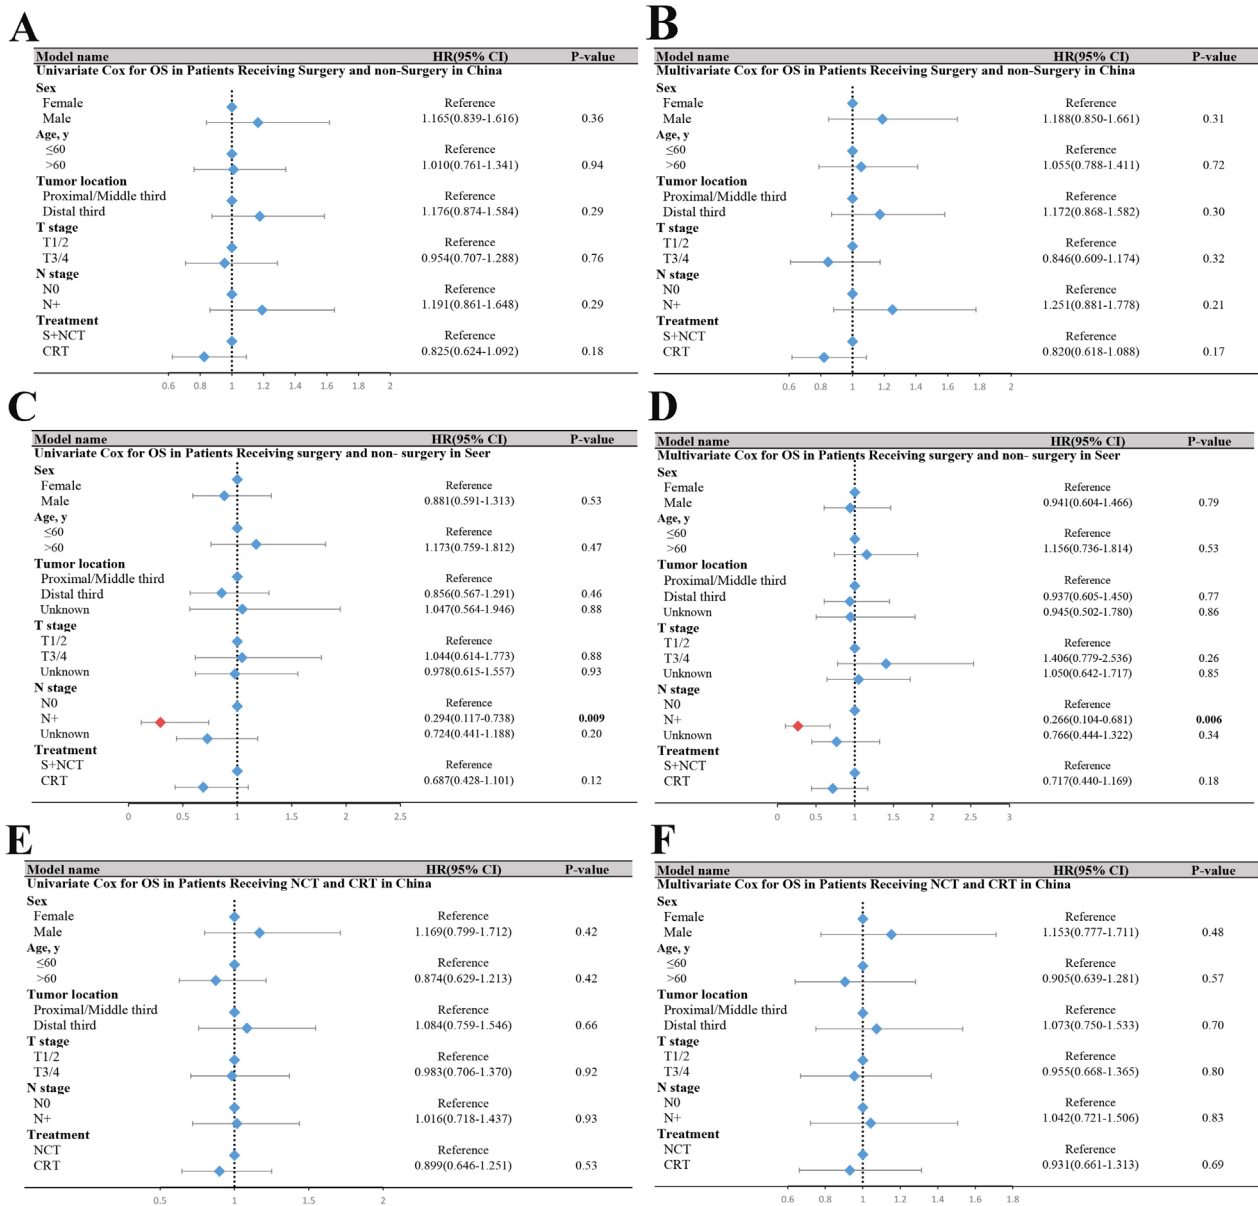 A
Model name HR(95% CI) P-value
Univariate Cox for OS in Patients Receiving Surgery and non-Surgery in China
Sex
Female Reference
Male 1.165(0.839-1.616) 0.36
Age, y
≤60 Reference
>60 1.010(0.761-1.341) 0.94
Tumor location
Proximal/Middle third Reference
Distal third 1.176(0.874-1.584) 0.29
T stage
T1/2 Reference
T3/4 0.954(0.707-1.288) 0.76
N stage
N0 Reference
N+ 1.191(0.861-1.648) 0.29
Treatment
S+NCT Reference
CRT 0.825(0.624-1.092) 0.18
0.6 0.8 1 1.2 1.4 1.6 1.8 2
B
Model name HR(95% CI) P-value
Multivariate Cox for OS in Patients Receiving Surgery and non-Surgery in China
Sex
Female Reference
Male 1.188(0.850-1.661) 0.31
Age, y
≤60 Reference
>60 1.055(0.788-1.411) 0.72
Tumor location
Proximal/Middle third Reference
Distal third 1.172(0.868-1.582) 0.30
T stage
T1/2 Reference
T3/4 0.846(0.609-1.174) 0.32
N stage
N0 Reference
N+ 1.251(0.881-1.778) 0.21
Treatment
S+NCT Reference
CRT 0.820(0.618-1.088) 0.17
0.6 0.8 1 1.2 1.4 1.6 1.8 2
C
Model name HR(95% CI) P-value
Univariate Cox for OS in Patients Receiving surgery and non- surgery in Seer
Sex
Female Reference
Male 0.881(0.591-1.313) 0.53
Age, y
≤60 Reference
>60 1.173(0.759-1.812) 0.47
Tumor location
Proximal/Middle third Reference
Distal third 0.856(0.567-1.291) 0.46
Unknown 1.047(0.564-1.946) 0.88
T stage
T1/2 Reference
T3/4 1.044(0.614-1.773) 0.88
Unknown 0.978(0.615-1.557) 0.93
N stage
N0 Reference
N+ 0.294(0.117-0.738) 0.009
Unknown 0.724(0.441-1.188) 0.20
Treatment
S+NCT Reference
CRT 0.687(0.428-1.101) 0.12
0 0.5 1 1.5 2 2.5
D
Model name HR(95% CI) P-value
Multivariate Cox for OS in Patients Receiving surgery and non- surgery in Seer
Sex
Female Reference
Male 0.941(0.604-1.466) 0.79
Age, y
≤60 Reference
>60 1.156(0.736-1.814) 0.53
Tumor location
Proximal/Middle third Reference
Distal third 0.937(0.605-1.450) 0.77
Unknown 0.945(0.502-1.780) 0.86
T stage
T1/2 Reference
T3/4 1.406(0.779-2.536) 0.26
Unknown 1.050(0.642-1.717) 0.85
N stage
N0 Reference
N+ 0.266(0.104-0.681) 0.006
Unknown 0.766(0.444-1.322) 0.34
Treatment
S+NCT Reference
CRT 0.717(0.440-1.169) 0.18
0 0.5 1 1.5 2 2.5 3
E
Model name HR(95% CI) P-value
Univariate Cox for OS in Patients Receiving NCT and CRT in China
Sex
Female Reference
Male 1.169(0.799-1.712) 0.42
Age, y
≤60 Reference
>60 0.874(0.629-1.213) 0.42
Tumor location
Proximal/Middle third Reference
Distal third 1.084(0.759-1.546) 0.66
T stage
T1/2 Reference
T3/4 0.983(0.706-1.370) 0.92
N stage
N0 Reference
N+ 1.016(0.718-1.437) 0.93
Treatment
NCT Reference
CRT 0.899(0.646-1.251) 0.53
0.5 1 2
F
Model name HR(95% CI) P-value
Multivariate Cox for OS in Patients Receiving NCT and CRT in China
Sex
Female Reference
Male 1.153(0.777-1.711) 0.48
Age, y
≤60 Reference
>60 0.905(0.639-1.281) 0.57
Tumor location
Proximal/Middle third Reference
Distal third 1.073(0.750-1.533) 0.70
T stage
T1/2 Reference
T3/4 0.955(0.668-1.365) 0.80
N stage
N0 Reference
N+ 1.042(0.721-1.506) 0.83
Treatment
NCT Reference
CRT 0.931(0.661-1.313) 0.69
0.6 0.8 1 1.2 1.4 1.6 1.8